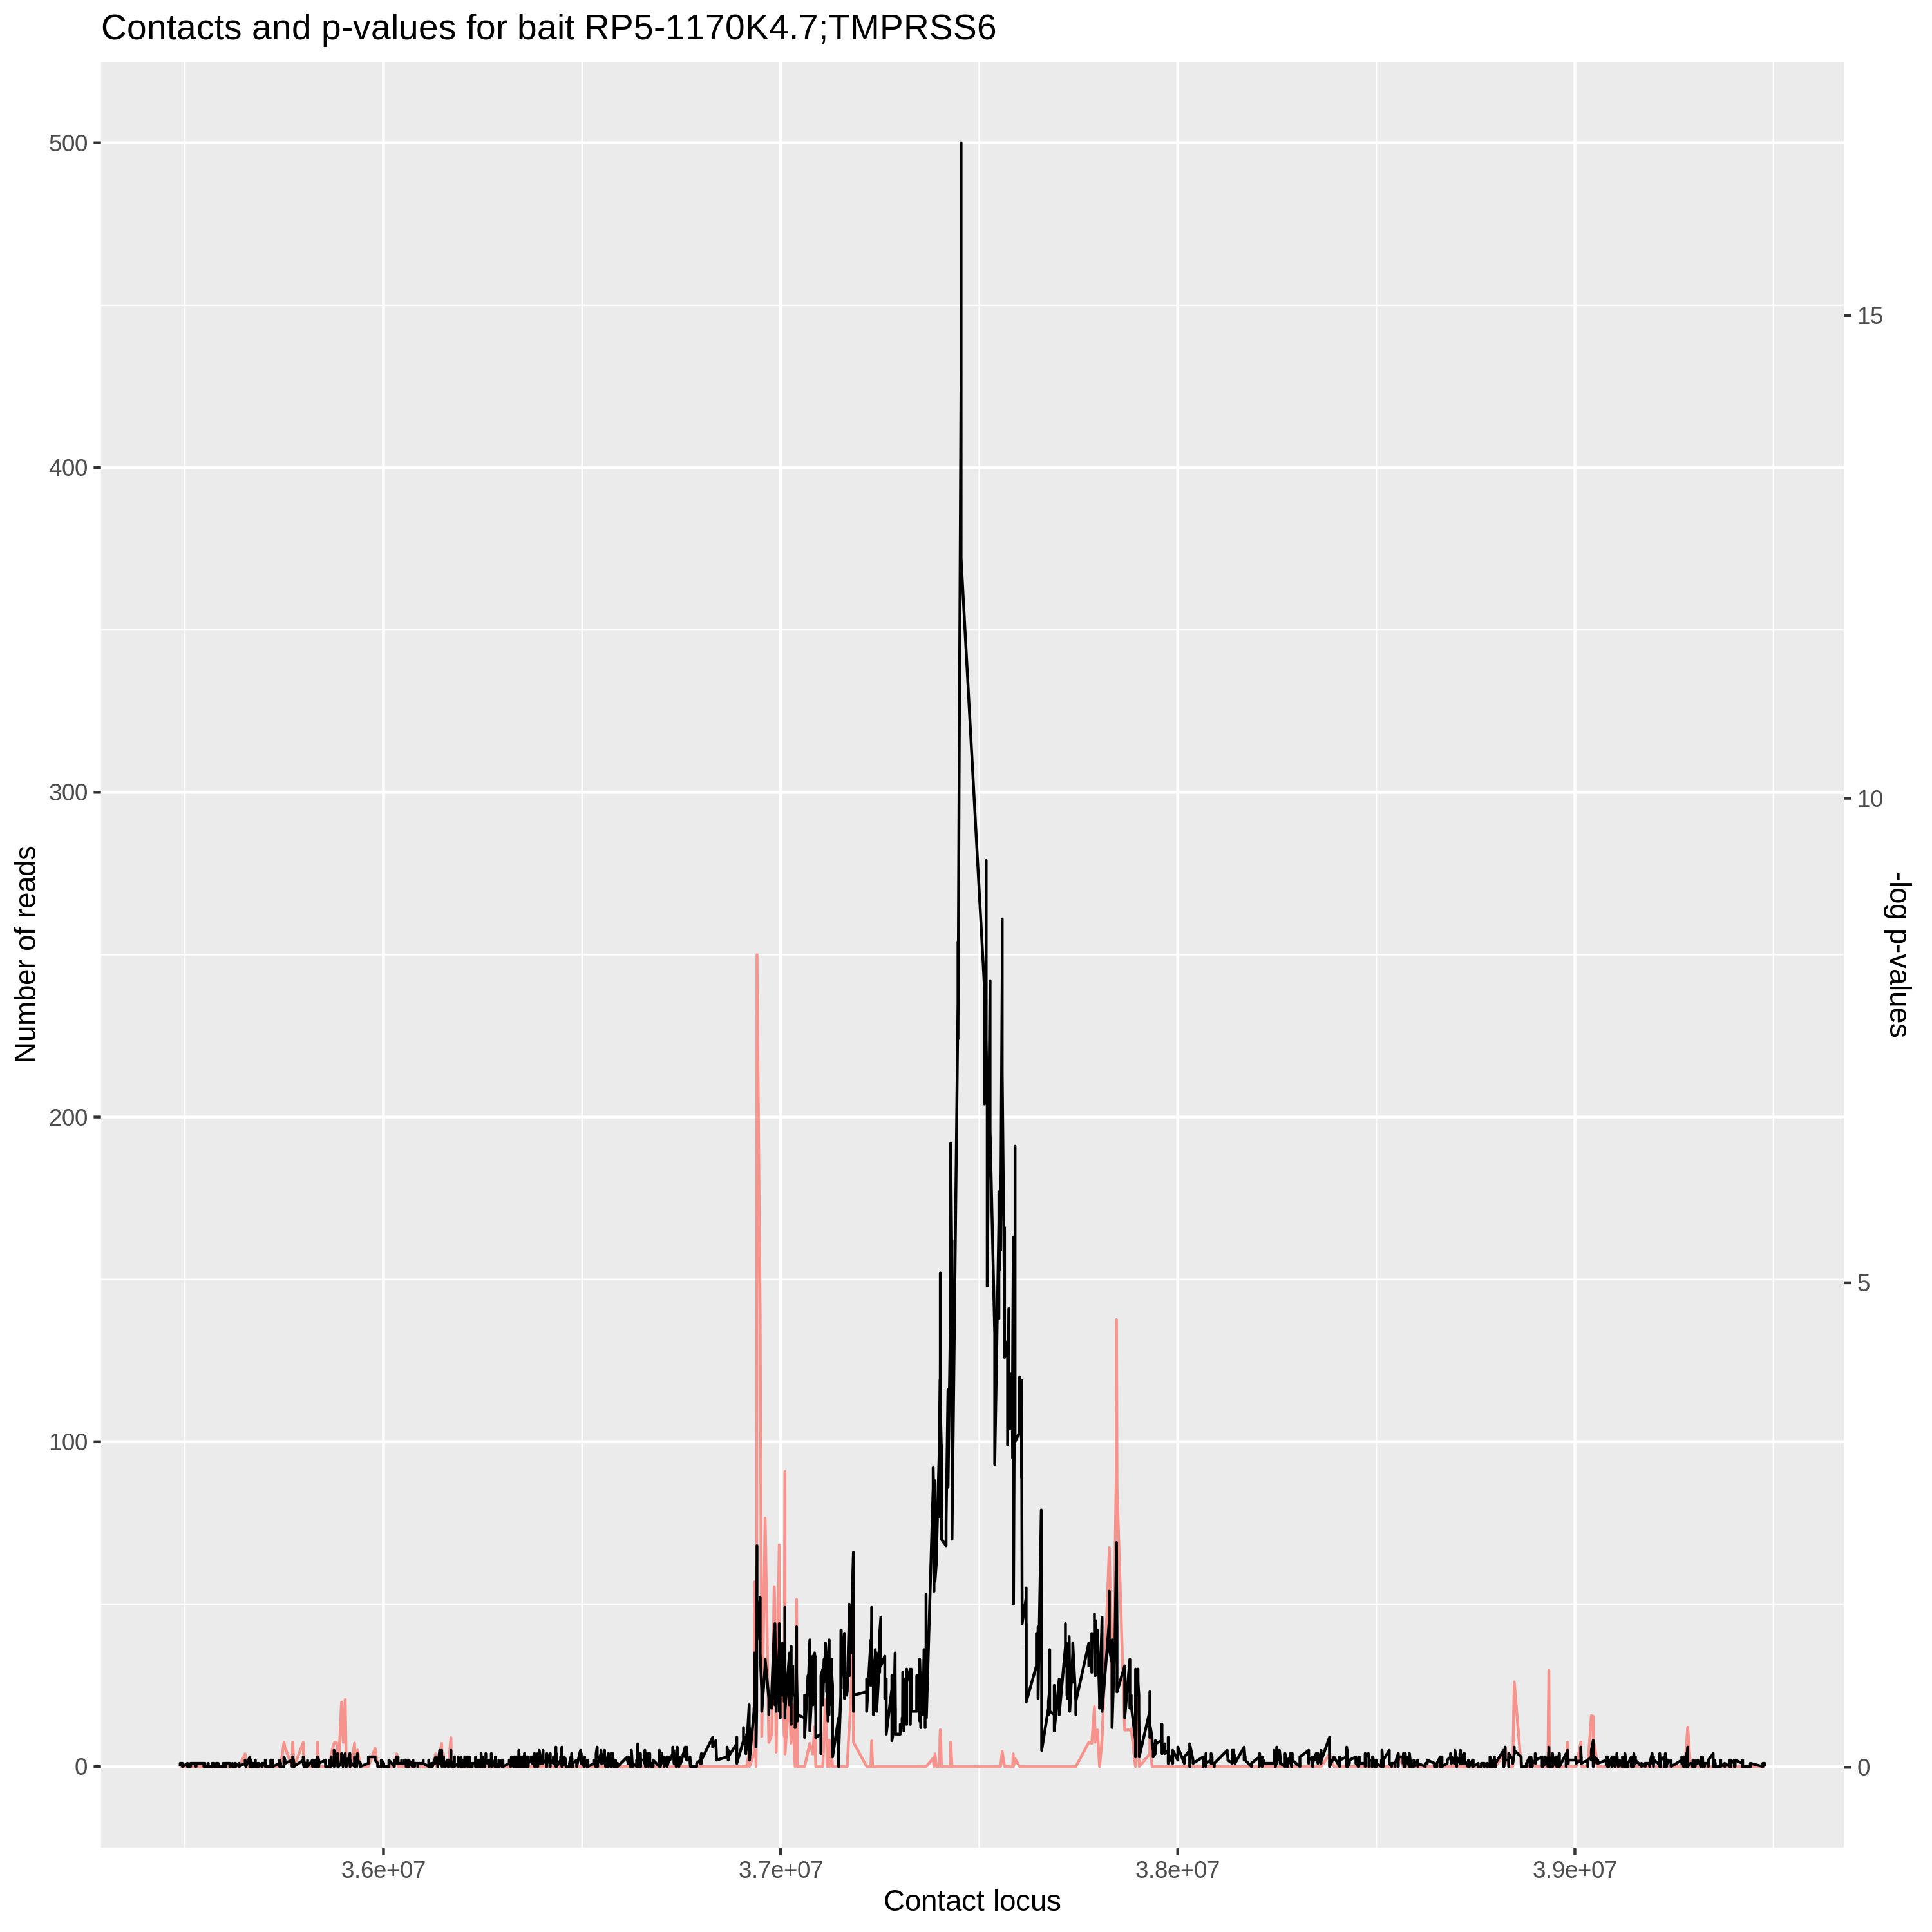 Contacts and p-values for bait RP5-1170K4.7;TMPRSS6
500
400
300
200
100
0
Number of reads
15
10
5
0
-log p-values
3.6e+07
3.7e+07
3.8e+07
3.9e+07
Contact locus